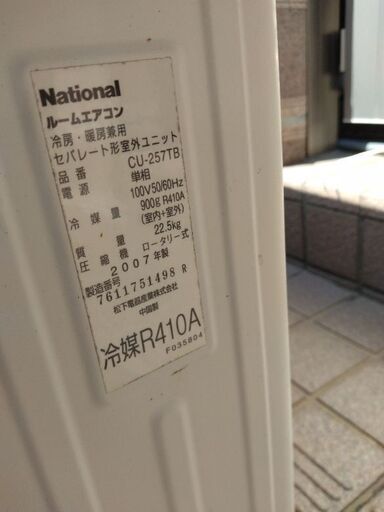 National
ルームエアコン
冷房・暖房兼用
セパレート形室外ユニット
品番 CU-257TB
電源 単相
100V50/60Hz
冷媒量 900g R410A
(室内+室外)
質量 22.5kg
圧縮機 ロータリー式
2007年製
製造番号
7611751498 R
松下電器産業株式会社
中国製
冷媒R410A
F035804